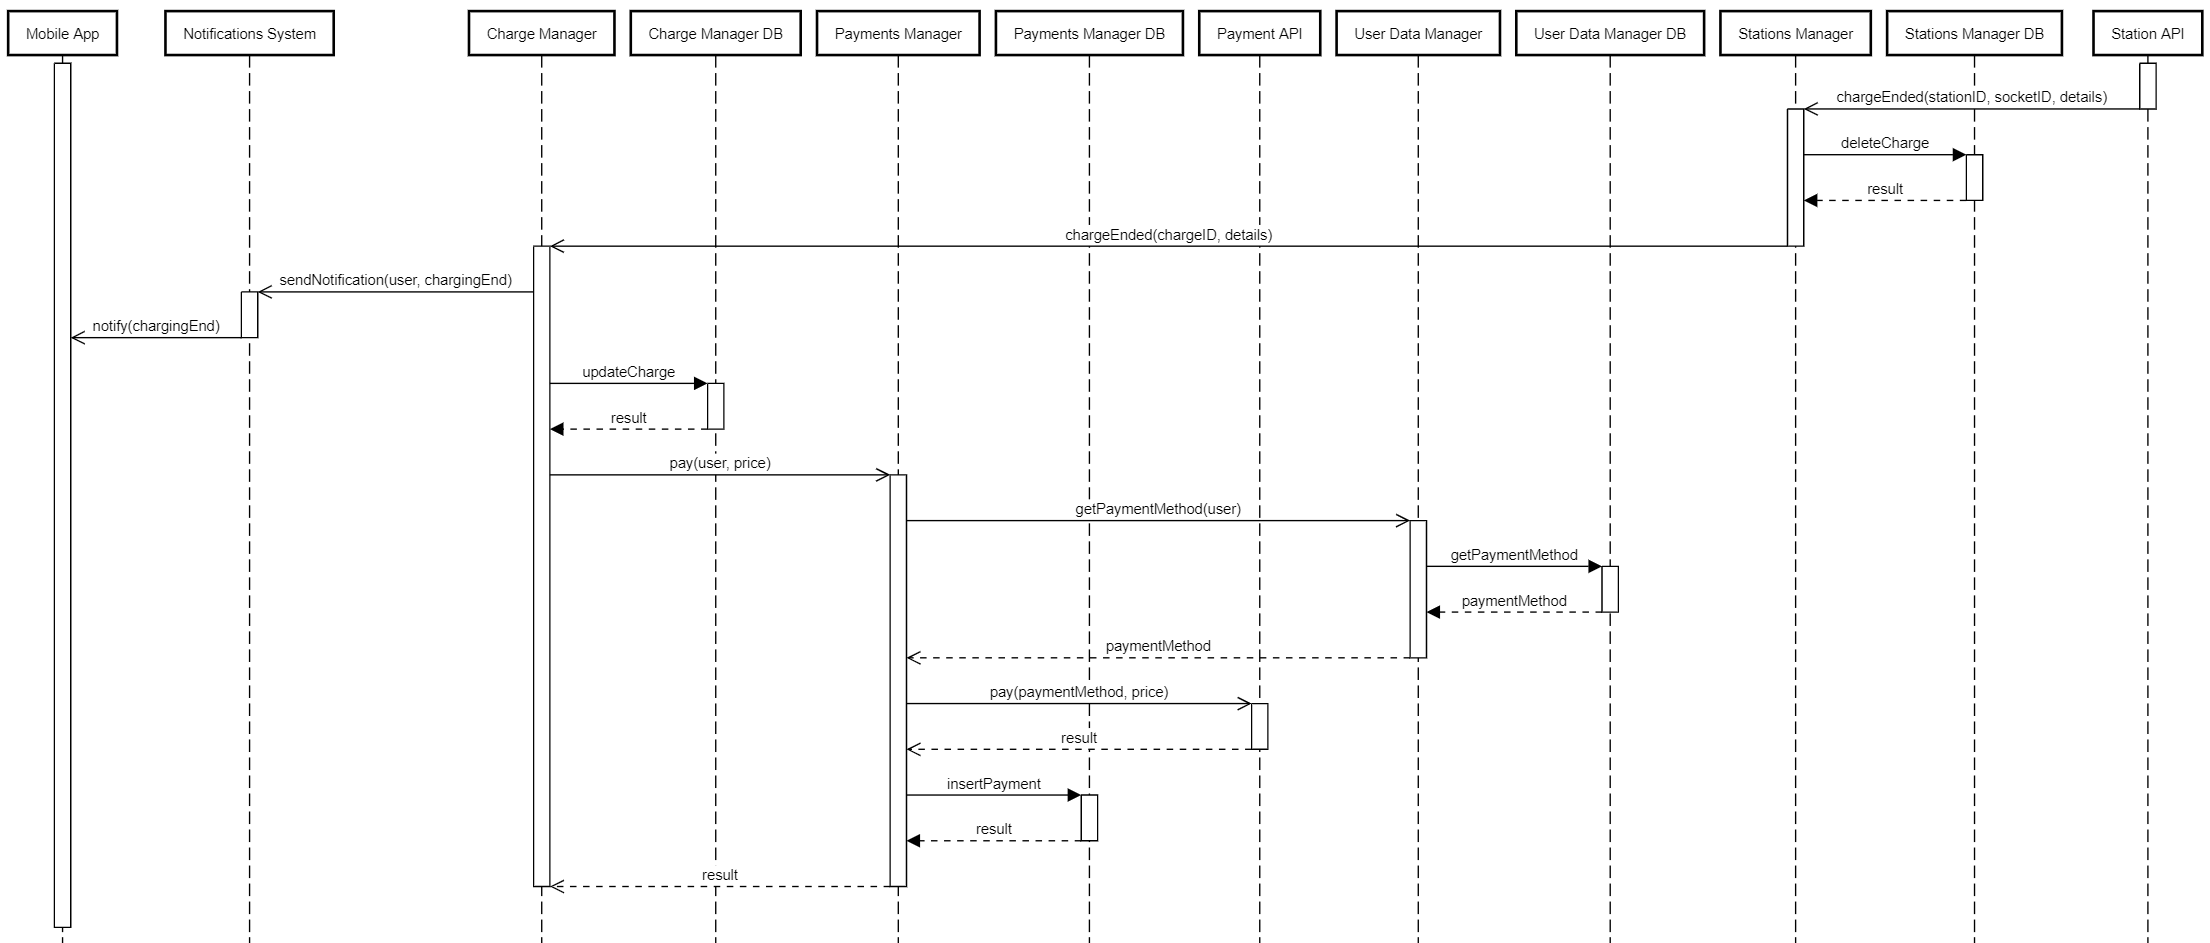 Mobile App
Notifications System
Charge Manager
Charge Manager DB
Payments Manager
Payments Manager DB
Payment API
User Data Manager
User Data Manager DB
Stations Manager
Stations Manager DB
Station API
chargeEnded(stationID, socketID, details)
deleteCharge
result
chargeEnded(chargeID, details)
sendNotification(user, chargingEnd)
notify(chargingEnd)
updateCharge
result
pay(user, price)
getPaymentMethod(user)
getPaymentMethod
paymentMethod
paymentMethod
pay(paymentMethod, price)
result
insertPayment
result
result